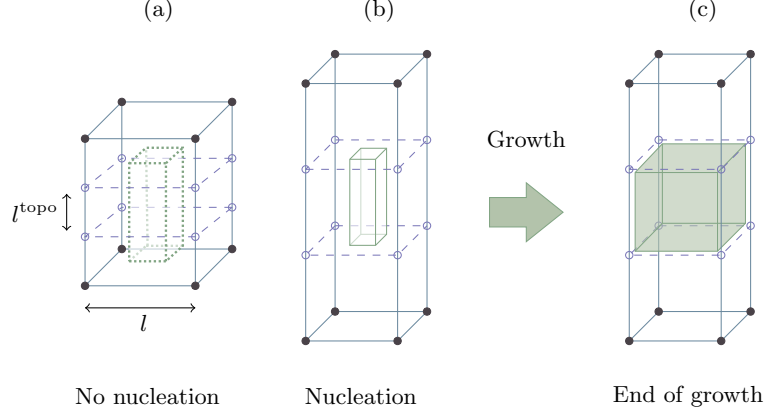 (a)
(b)
(c)
Growth
l^topo
l
No nucleation
Nucleation
End of growth